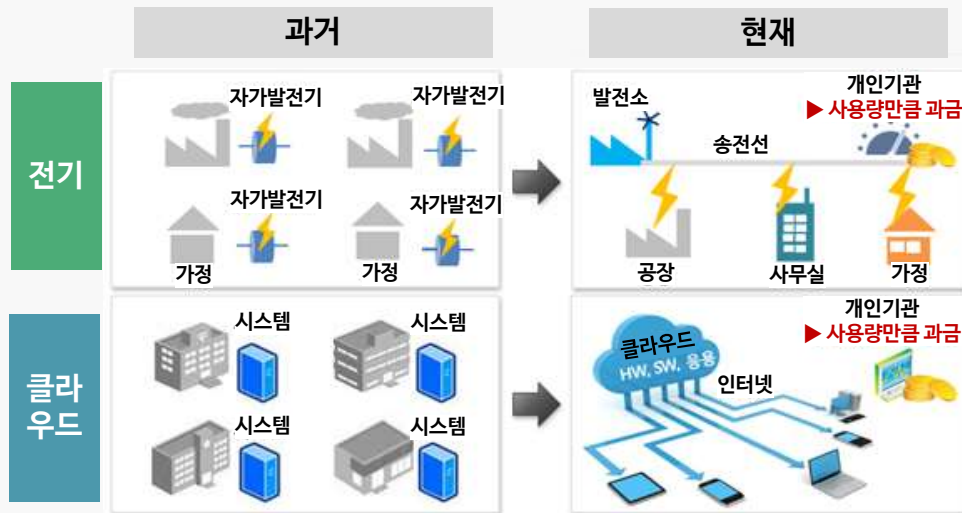 과거
현재
전기
자가발전기
자가발전기
자가발전기
자가발전기
가정
가정
발전소
송전선
개인기관
▶ 사용량만큼 과금
공장
사무실
가정
클라
우드
시스템
시스템
시스템
시스템
클라우드
HW, SW, 응용
인터넷
개인기관
▶ 사용량만큼 과금